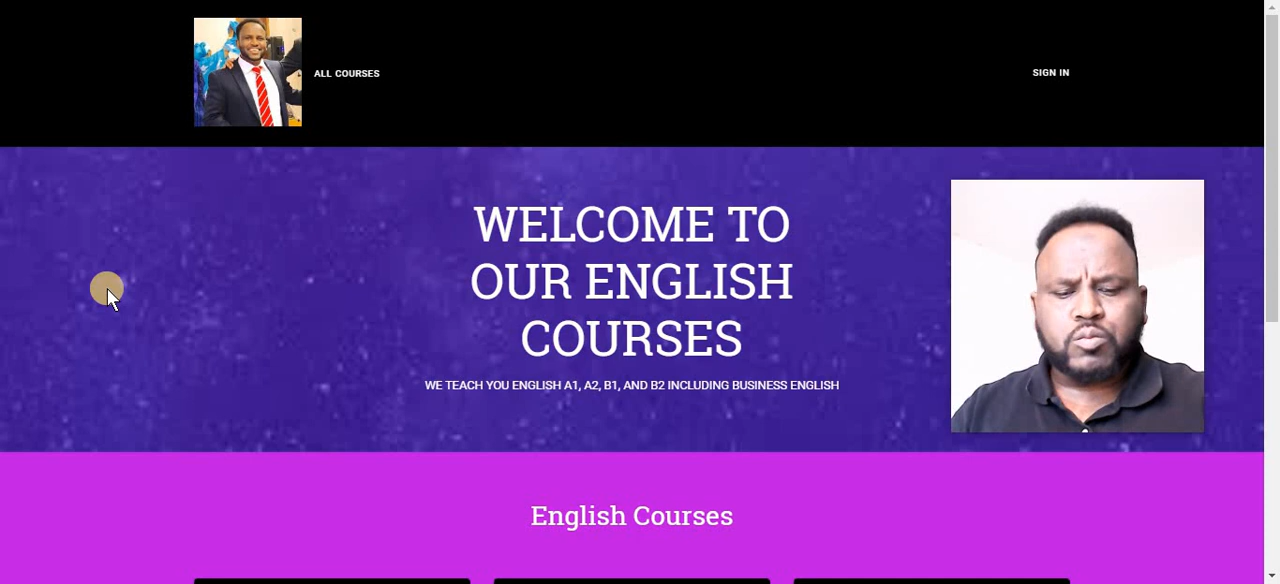 ALL COURSES
SIGN IN
WELCOME TO
OUR ENGLISH
COURSES
WE TEACH YOU ENGLISH A1, A2, B1, AND B2 INCLUDING BUSINESS ENGLISH
English Courses